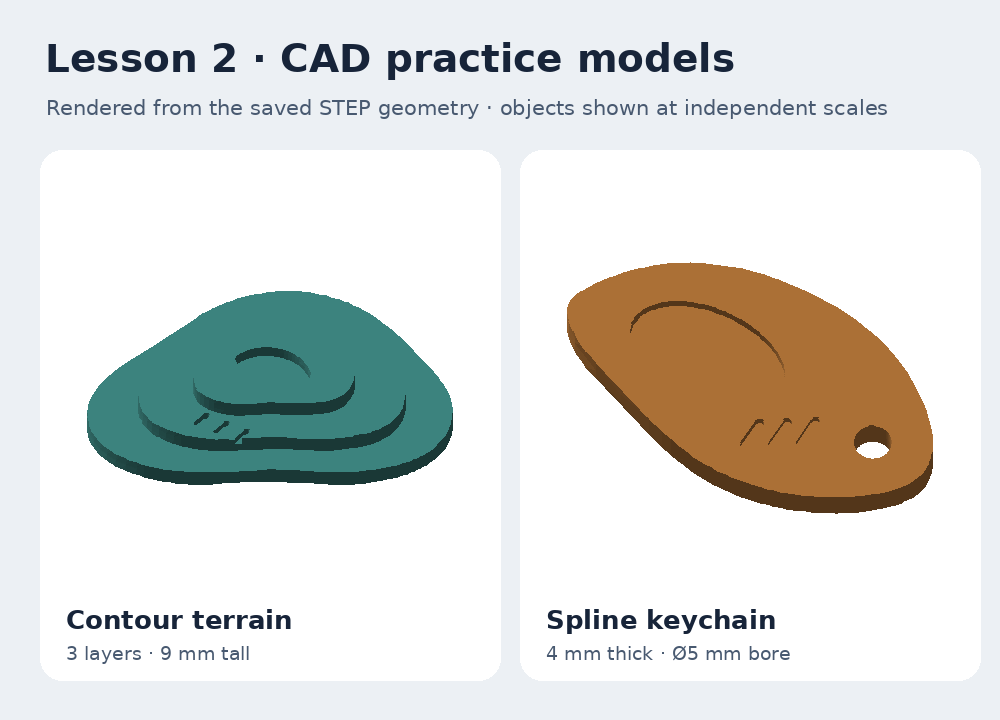 Lesson 2 · CAD practice models
Rendered from the saved STEP geometry · objects shown at independent scales
Contour terrain
3 layers · 9 mm tall
Spline keychain
4 mm thick · Ø5 mm bore